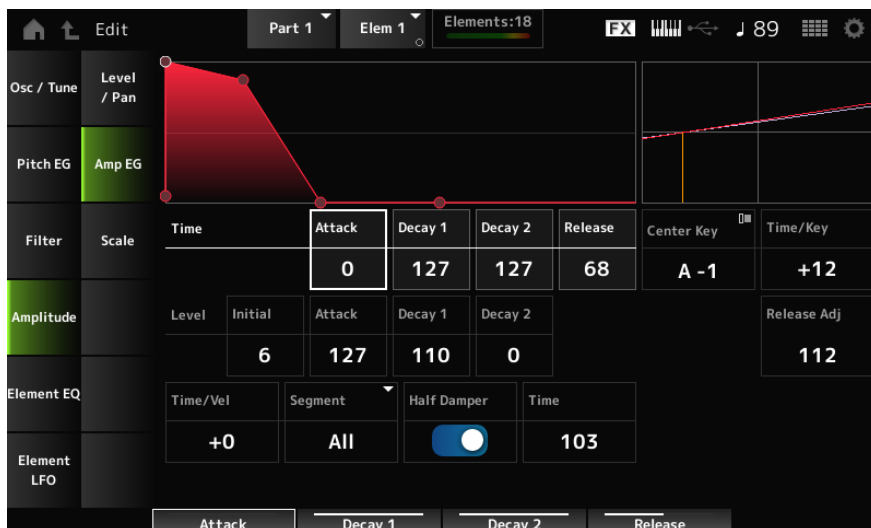 Edit
Part 1
Elem 1
Elements:18
FX
♩ 89
Osc / Tune
Level
/ Pan
Pitch EG
Amp EG
Filter
Scale
Amplitude
Element EQ
Element
LFO
Time
Attack
Decay 1
Decay 2
Release
Center Key
Time/Key
0
127
127
68
A -1
+12
Level
Initial
Attack
Decay 1
Decay 2
Release Adj
6
127
110
0
112
Time/Vel
Segment
Half Damper
Time
+0
All
103
Attack
Decay 1
Decay 2
Release